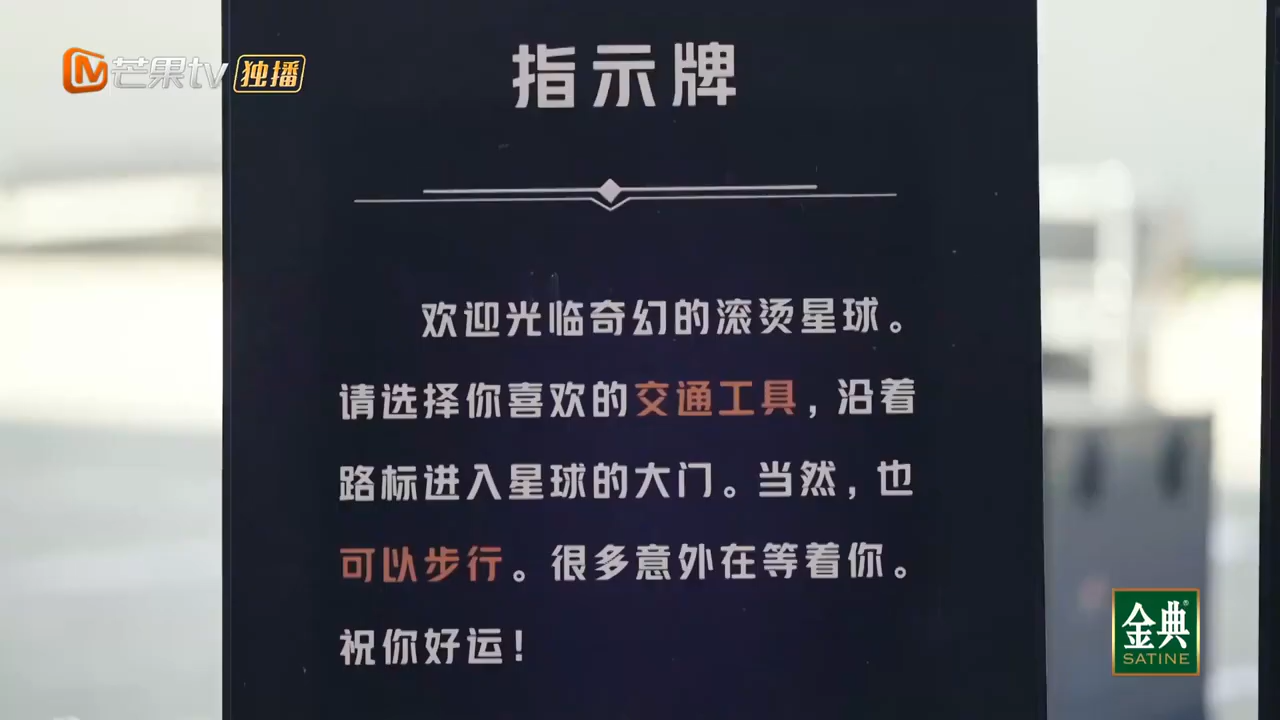 芒果tv 独播
指示牌
欢迎光临奇幻的滚烫星球。
请选择你喜欢的交通工具，沿着
路标进入星球的大门。当然，也
可以步行。很多意外在等着你。
祝你好运！
金典®
SATINE